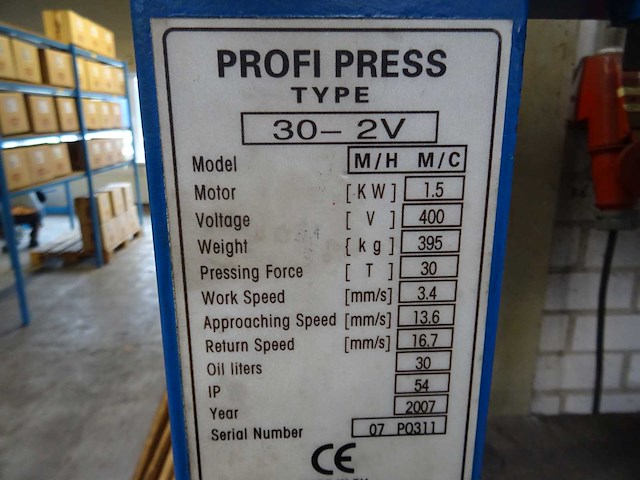 PROFI PRESS
TYPE
30-2V
Model M/H M/C
Motor [KW] 1.5
Voltage [V] 400
Weight {kg] 395
Pressing Force [T] 30
Work Speed [mm/s] 3.4
Approaching Speed [mm/s] 13.6
Return Speed [mm/s] 16.7
Oil liters 30
IP 54
Year 2007
Serial Number 07 P0311
CE